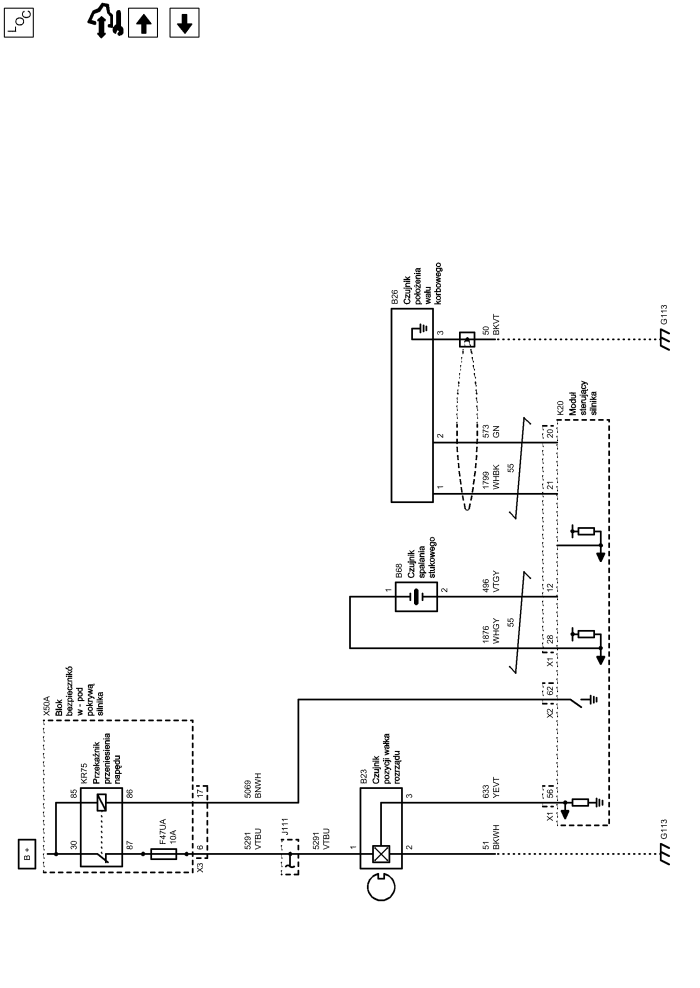 LOC
B26
Czujnik
położenia
wału
korbowego
3
50
BKVT
G113
K20
Moduł
sterujący
silnika
2
573
GN
20
1
1799
WHBK
55
21
B68
Czujnik
spalania
stukowego
1
2
496
VTGY
12
1876
WHGY
55
28
X1
X50A
Blok
bezpiecznikó
w - pod
pokrywą
silnika
62
X2
KR75
Przekaźnik
przeniesienia
napędu
85
86
17
5069
BNWH
B23
Czujnik
pozycji wałka
rozrządu
3
633
YEVT
56
X1
B+
30
87
F47UA
10A
6
X3
5291
VTBU
J111
5291
VTBU
1
2
51
BKWH
G113